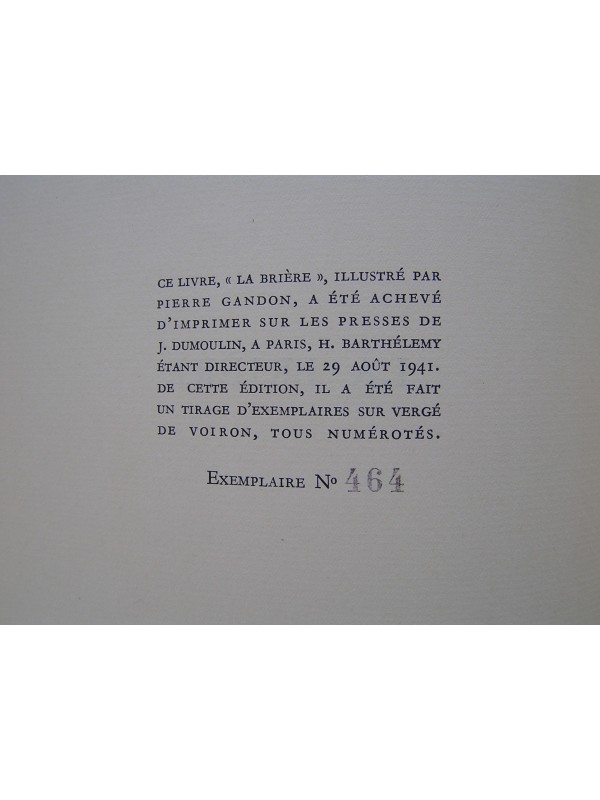 CE LIVRE, « LA BRIÈRE », ILLUSTRÉ PAR
PIERRE GANDON, A ÉTÉ ACHEVÉ
D'IMPRIMER SUR LES PRESSES DE
J. DUMOULIN, A PARIS, H. BARTHÉLEMY
ÉTANT DIRECTEUR, LE 29 AOÛT 1941.
DE CETTE ÉDITION, IL A ÉTÉ FAIT
UN TIRAGE D'EXEMPLAIRES SUR VERGÉ
DE VOIRON, TOUS NUMÉROTÉS.
EXEMPLAIRE Nº 464